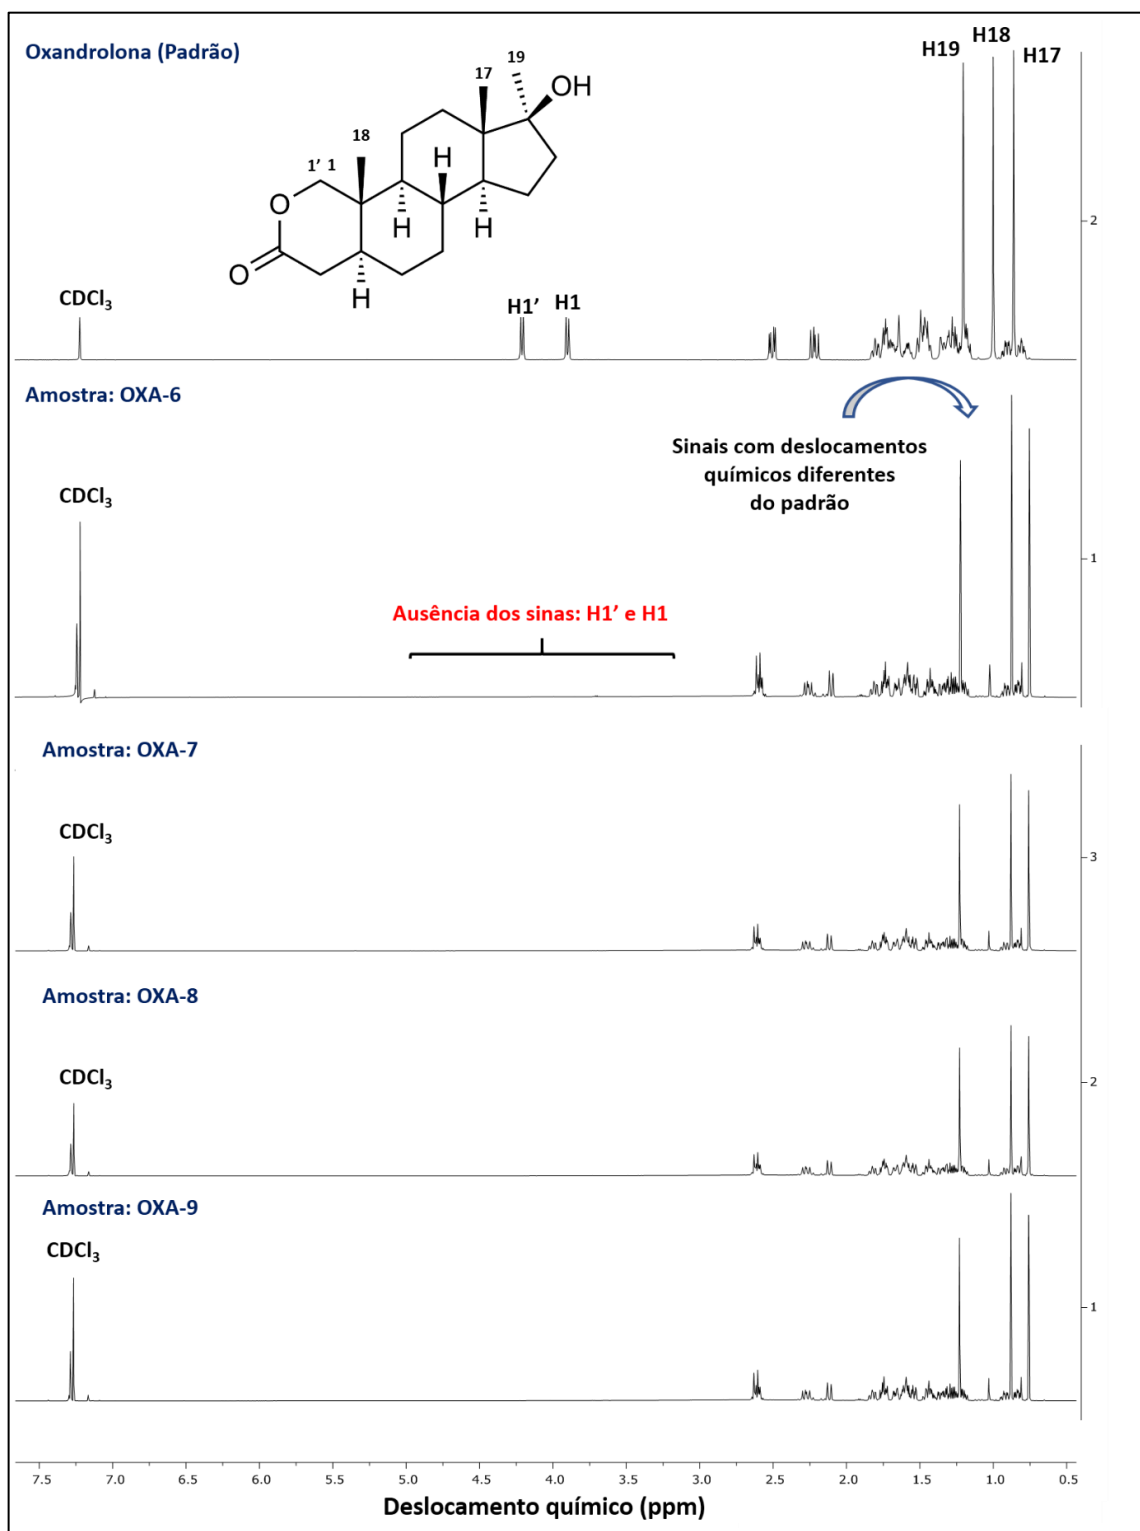 Oxandrolona (Padrão)
H19
H18
H17
19
17
OH
18
1' 1
H
O
H
H
O
H
CDCl₃
H1’
H1
2
Amostra: OXA-6
Sinais com deslocamentos
químicos diferentes
do padrão
CDCl₃
1
Ausência dos sinas: H1’ e H1
Amostra: OXA-7
CDCl₃
3
Amostra: OXA-8
CDCl₃
2
Amostra: OXA-9
CDCl₃
1
7.5 7.0 6.5 6.0 5.5 5.0 4.5 4.0 3.5 3.0 2.5 2.0 1.5 1.0 0.5
Deslocamento químico (ppm)